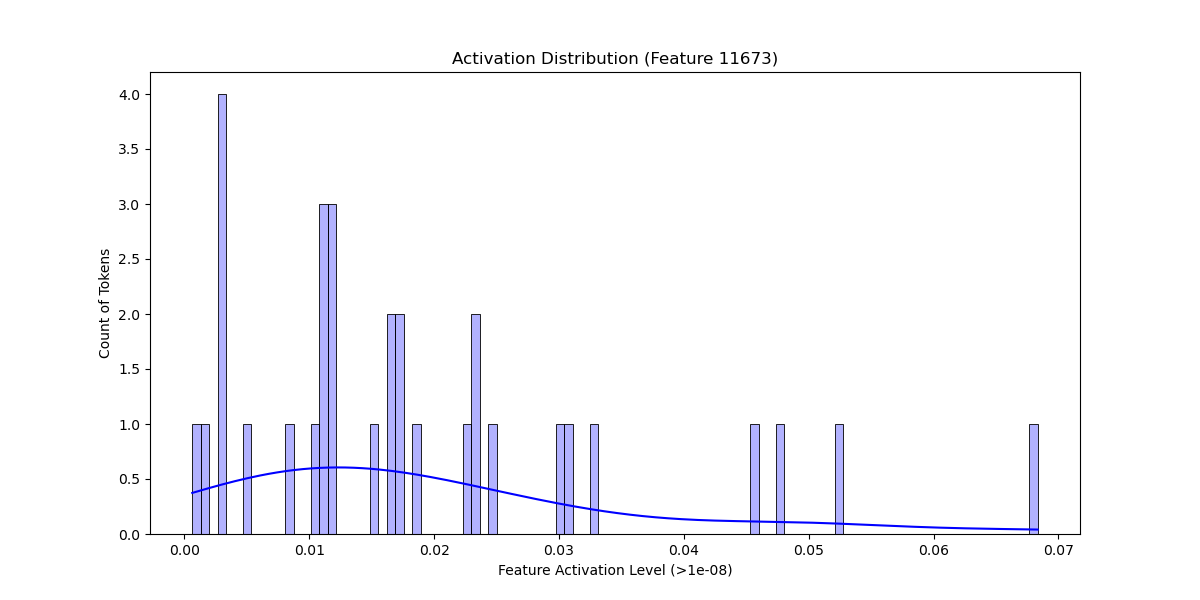 Activation Distribution (Feature 11673)
Count of Tokens
4.0
3.5
3.0
2.5
2.0
1.5
1.0
0.5
0.0
0.00 0.01 0.02 0.03 0.04 0.05 0.06 0.07
Feature Activation Level (>1e-08)